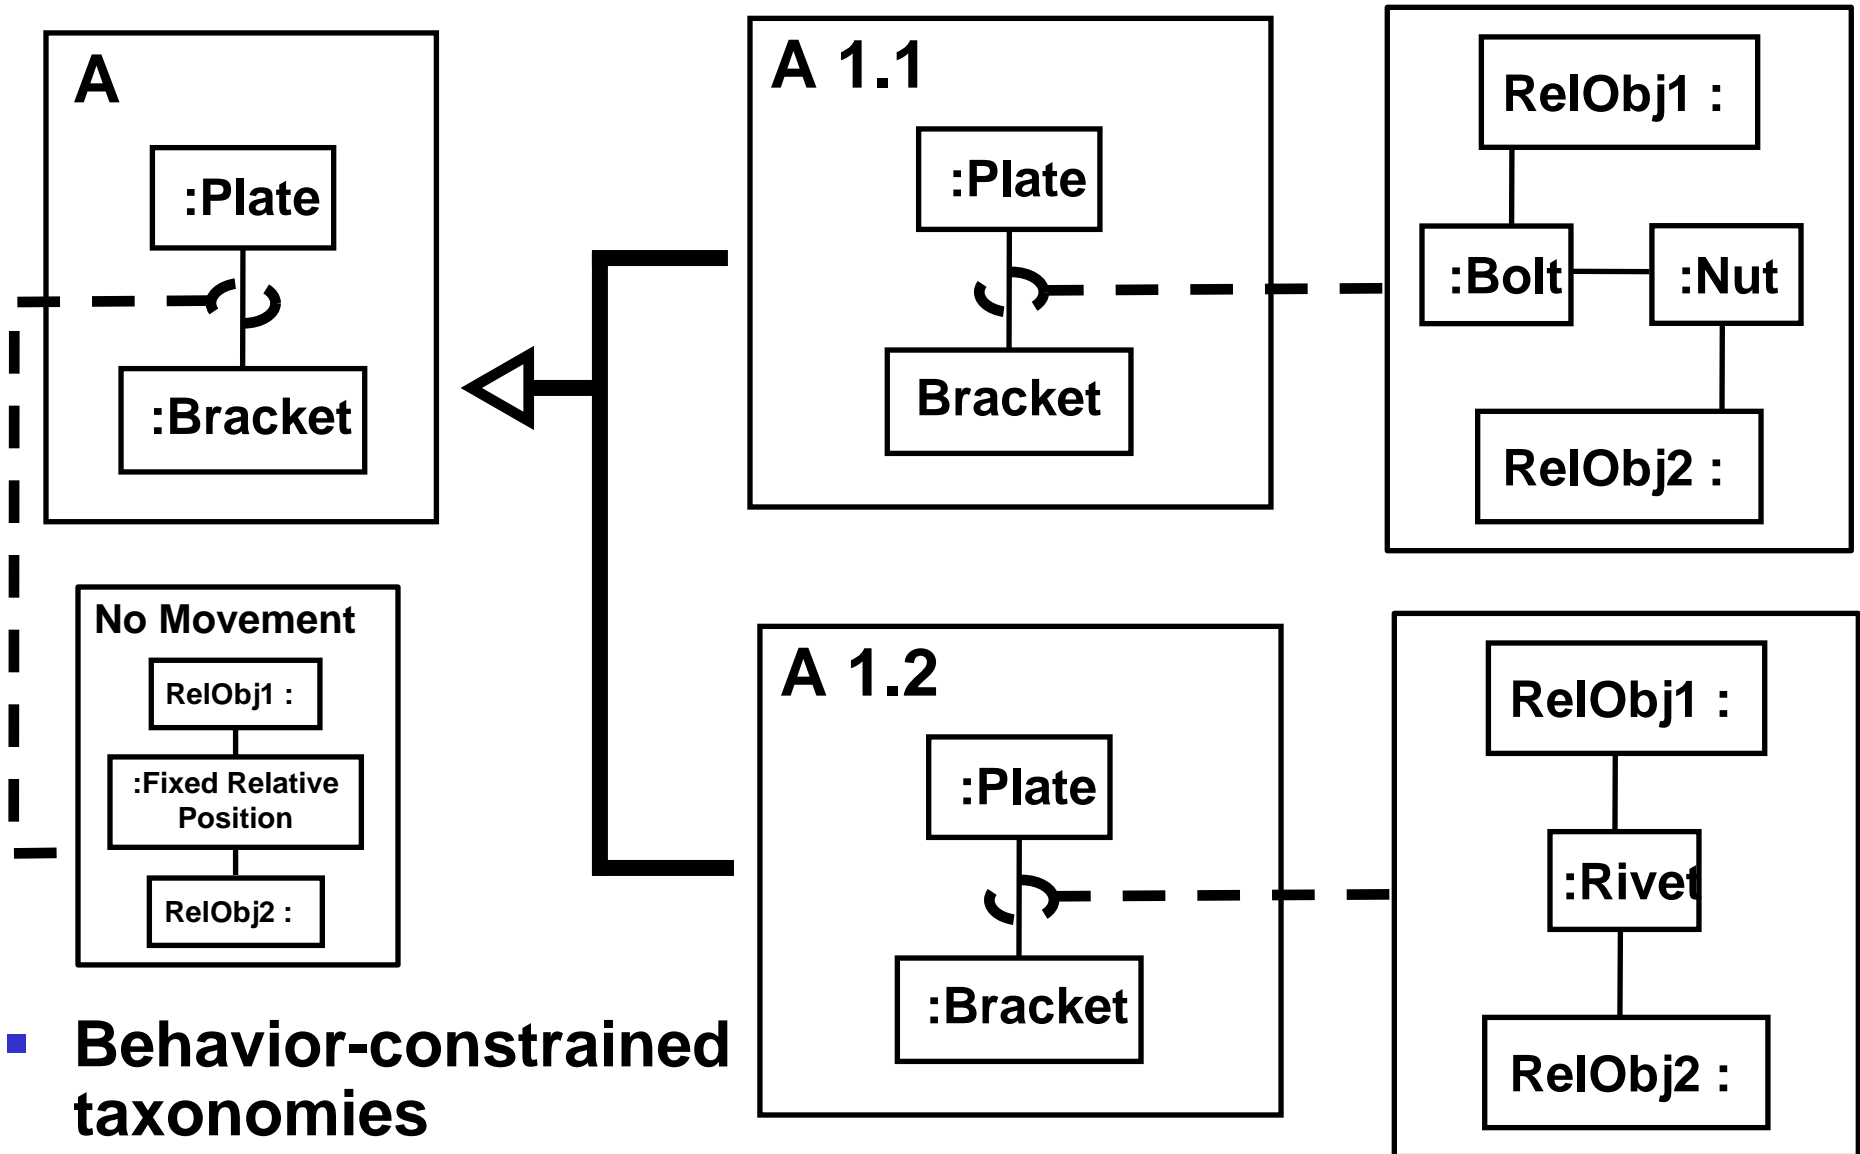 A
:Plate
:Bracket
No Movement
RelObj1 :
:Fixed Relative
Position
RelObj2 :
A 1.1
:Plate
Bracket
RelObj1 :
:Bolt
:Nut
RelObj2 :
A 1.2
:Plate
:Bracket
RelObj1 :
:Rivet
RelObj2 :
Behavior-constrained
taxonomies